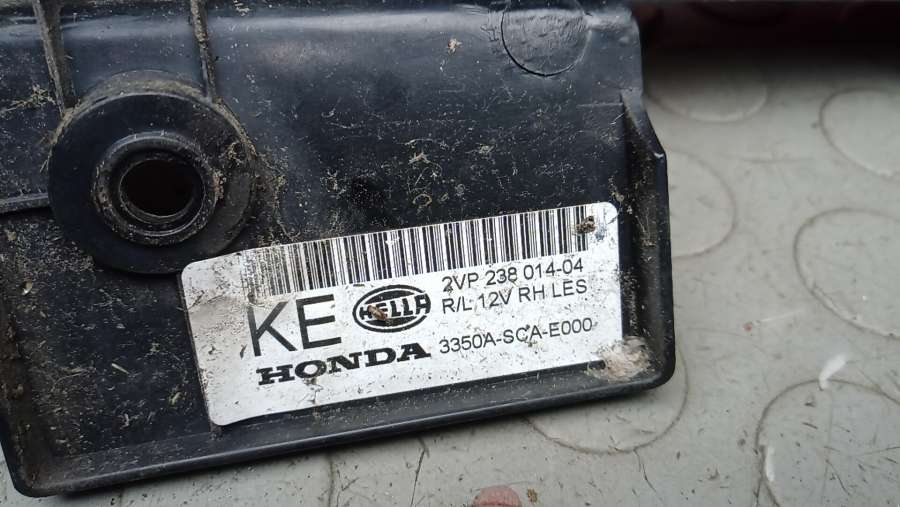 2VP 238 014-04
KE HELLA R/L 12V RH LES
HONDA 3350A-SCA-E000